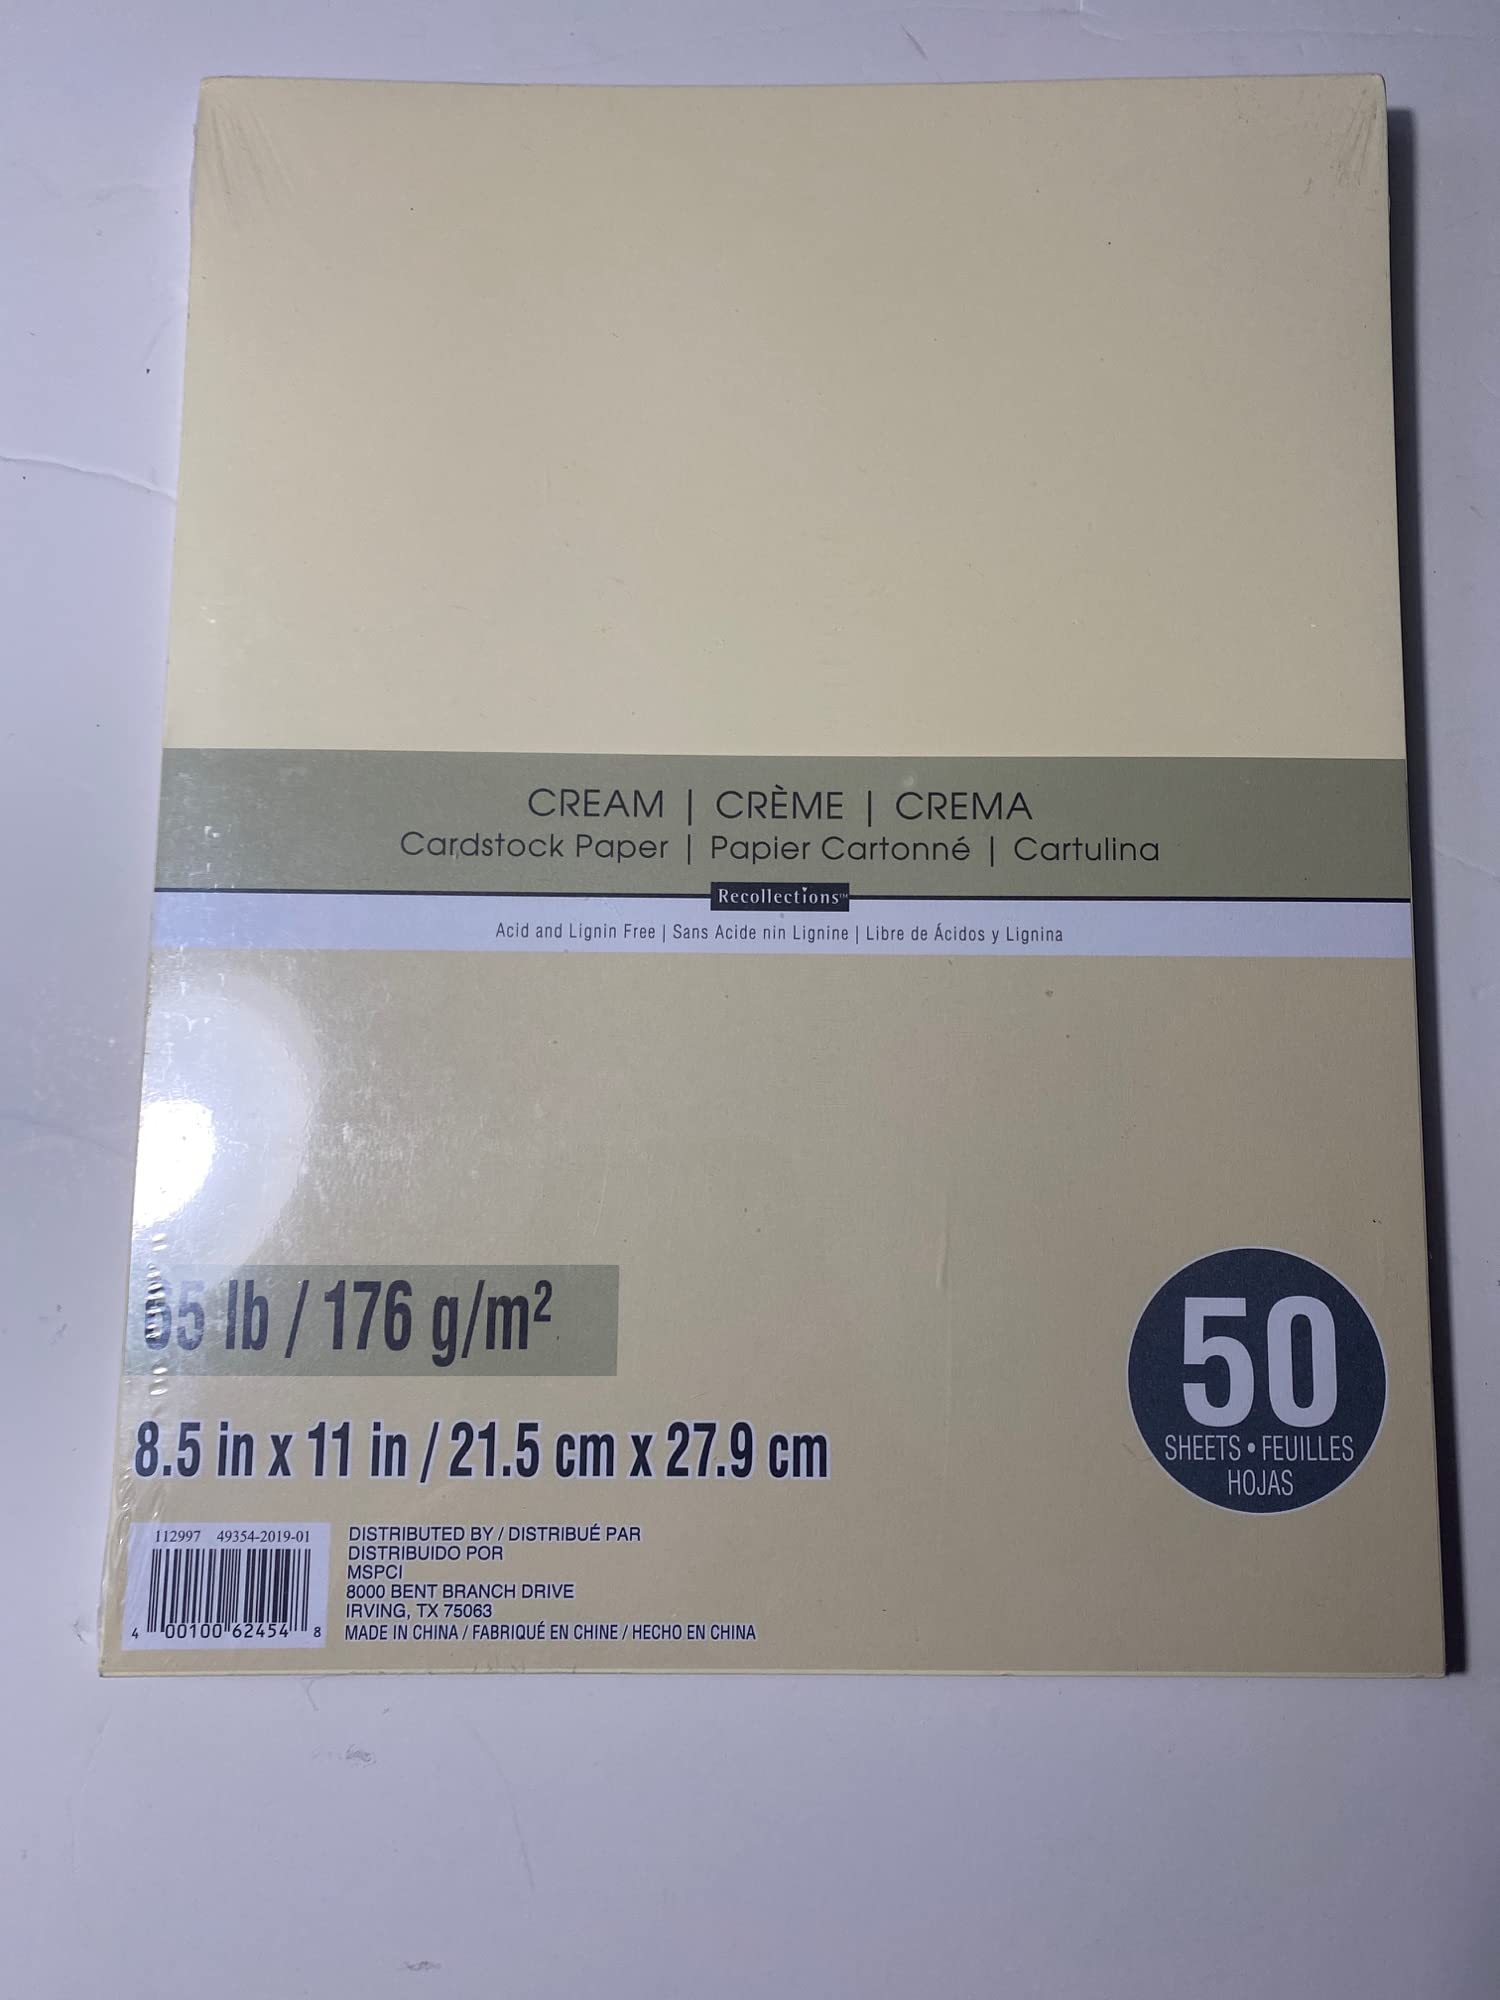 CREAM | CRÈME | CREMA
Cardstock Paper | Papier Cartonné | Cartulina
Recollections™
Acid and Lignin Free | Sans Acide nin Lignine | Libre de Ácidos y Lignina
65 lb / 176 g/m²
8.5 in x 11 in / 21.5 cm x 27.9 cm
50
SHEETS • FEUILLES
HOJAS
112997 49354-2019-01
4 00100 62454 8
DISTRIBUTED BY / DISTRIBUÉ PAR
DISTRIBUIDO POR
MSPCI
8000 BENT BRANCH DRIVE
IRVING, TX 75063
MADE IN CHINA / FABRIQUÉ EN CHINE / HECHO EN CHINA